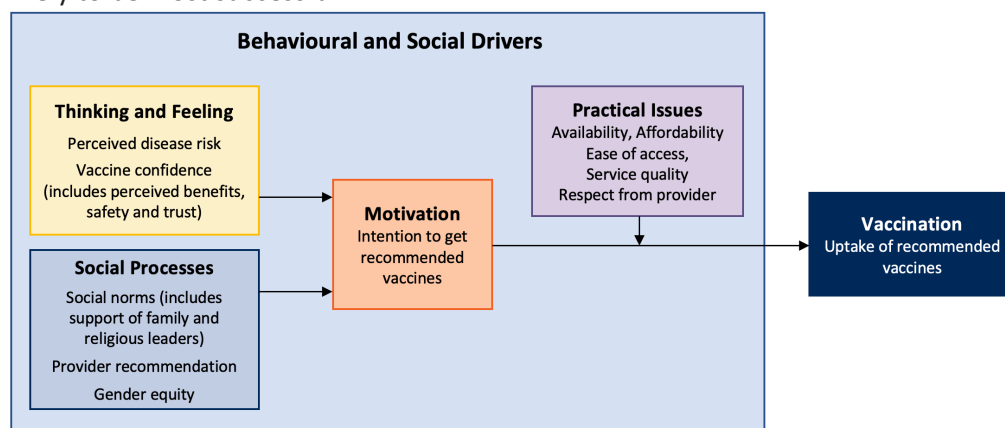 Behavioural and Social Drivers
Thinking and Feeling
Perceived disease risk
Vaccine confidence
(includes perceived benefits,
safety and trust)
Social Processes
Social norms (includes
support of family and
religious leaders)
Provider recommendation
Gender equity
Motivation
Intention to get
recommended
vaccines
Practical Issues
Availability, Affordability
Ease of access,
Service quality
Respect from provider
Vaccination
Uptake of recommended
vaccines